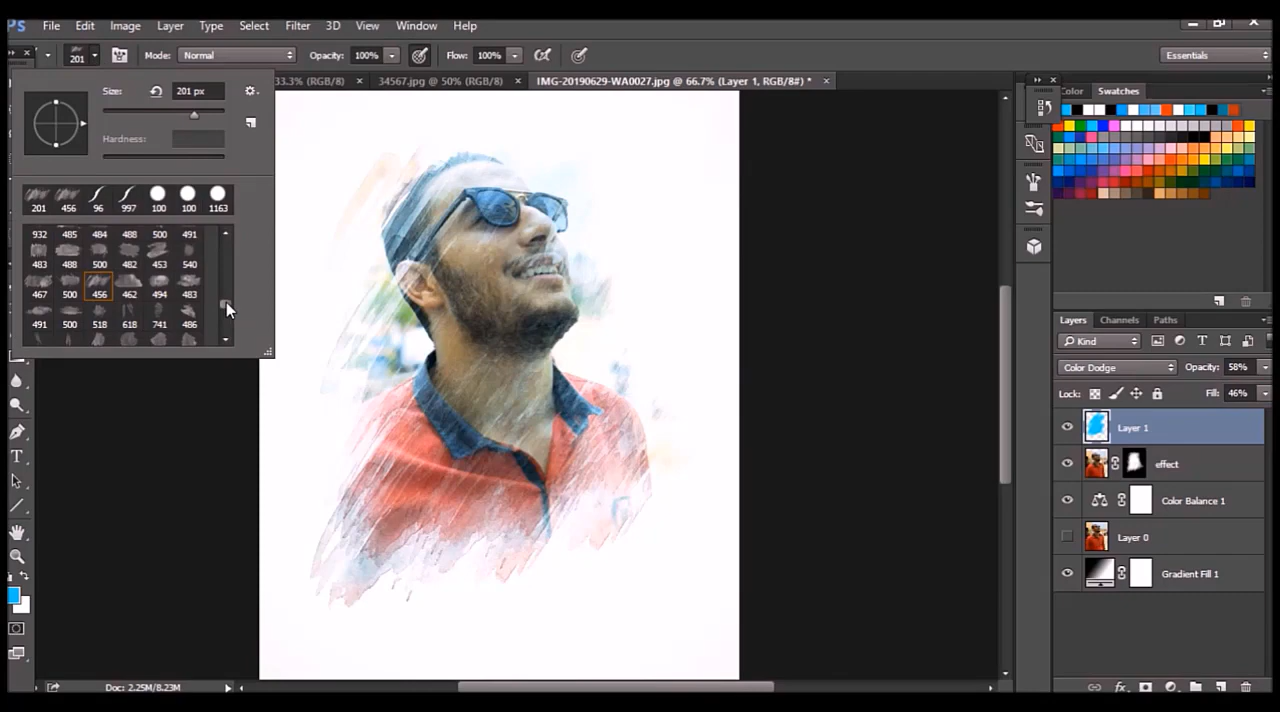 PS File Edit Image Layer Type Select Filter 3D View Window Help
201 Mode: Normal Opacity: 100% Flow: 100% Essentials
33.3% (RGB/8) × 34567.jpg @ 50% (RGB/8) × IMG-20190629-WA0027.jpg @ 66.7% (Layer 1, RGB/8#) * ×
Color Swatches
Size: 201 px
Hardness:
201 456 96 997 100 100 1163
932 485 484 488 500 491
483 488 500 482 453 540
467 500 456 462 494 483
491 500 518 618 741 486
Layers Channels Paths
Kind
Color Dodge Opacity: 58%
Lock: Fill: 46%
Layer 1
effect
Color Balance 1
Layer 0
Gradient Fill 1
fx
Doc: 2.25M/8.23M